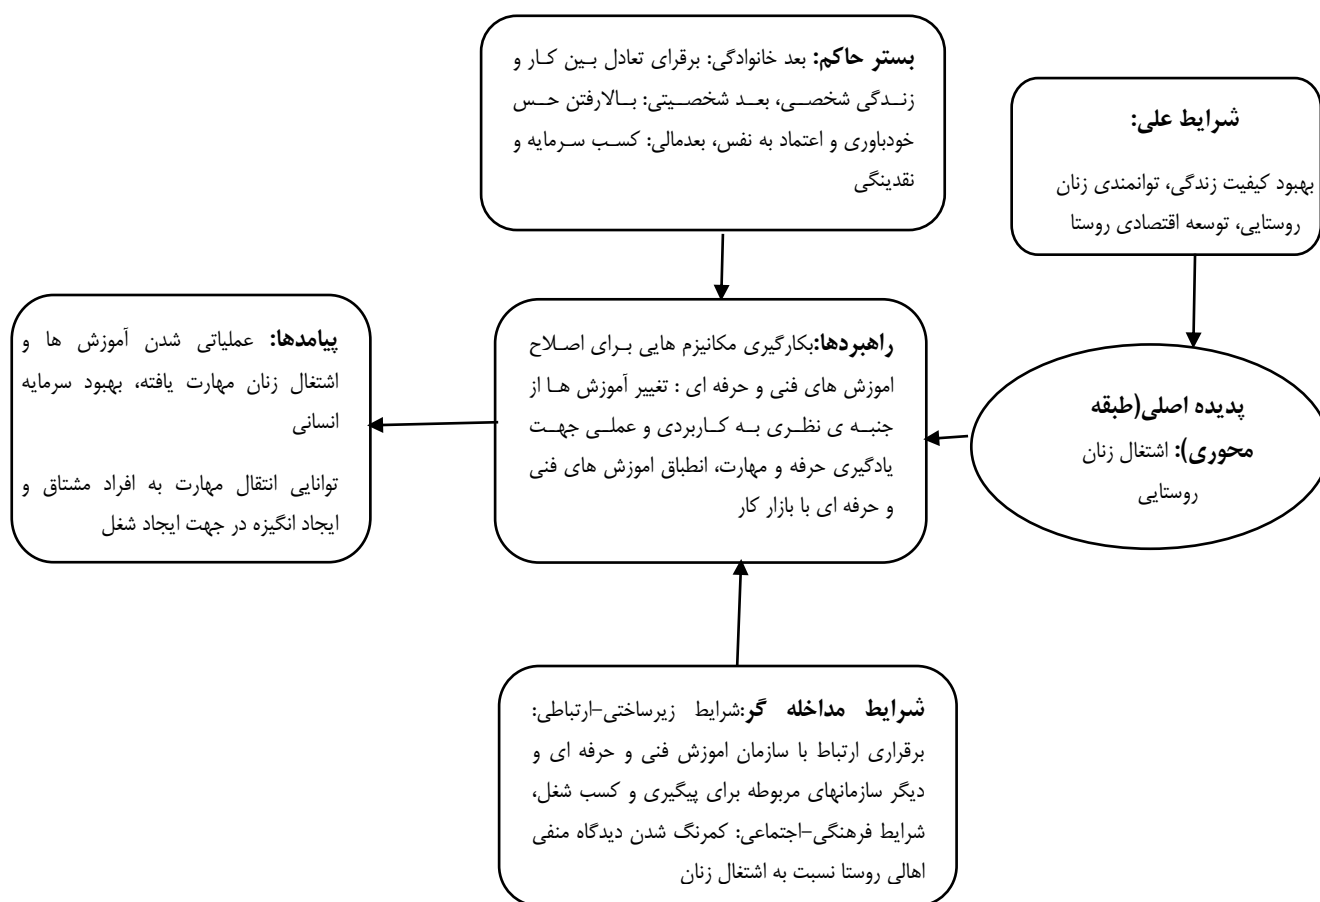 بستر حاکم: بعد خانوادگی: برقرای تعادل بین کار و
زندگی شخصی، بعد شخصیتی: بالارفتن حس
خودباوری و اعتماد به نفس، بعدمالی: کسب سرمایه و
نقدینگی
شرایط علی:
بهبود کیفیت زندگی، توانمندی زنان
روستایی، توسعه اقتصادی روستا
پدیده اصلی(طبقه
محوری): اشتغال زنان
روستایی
راهبردها:بکارگیری مکانیزم هایی برای اصلاح
اموزش های فنی و حرفه ای : تغییر آموزش ها از
جنبه ی نظری به کاربردی و عملی جهت
یادگیری حرفه و مهارت، انطباق اموزش های فنی
و حرفه ای با بازار کار
پیامدها: عملیاتی شدن آموزش ها و
اشتغال زنان مهارت یافته، بهبود سرمایه
انسانی
توانایی انتقال مهارت به افراد مشتاق و
ایجاد انگیزه در جهت ایجاد شغل
شرایط مداخله گر:شرایط زیرساختی-ارتباطی:
برقراری ارتباط با سازمان اموزش فنی و حرفه ای و
دیگر سازمانهای مربوطه برای پیگیری و کسب شغل،
شرایط فرهنگی-اجتماعی: کمرنگ شدن دیدگاه منفی
اهالی روستا نسبت به اشتغال زنان